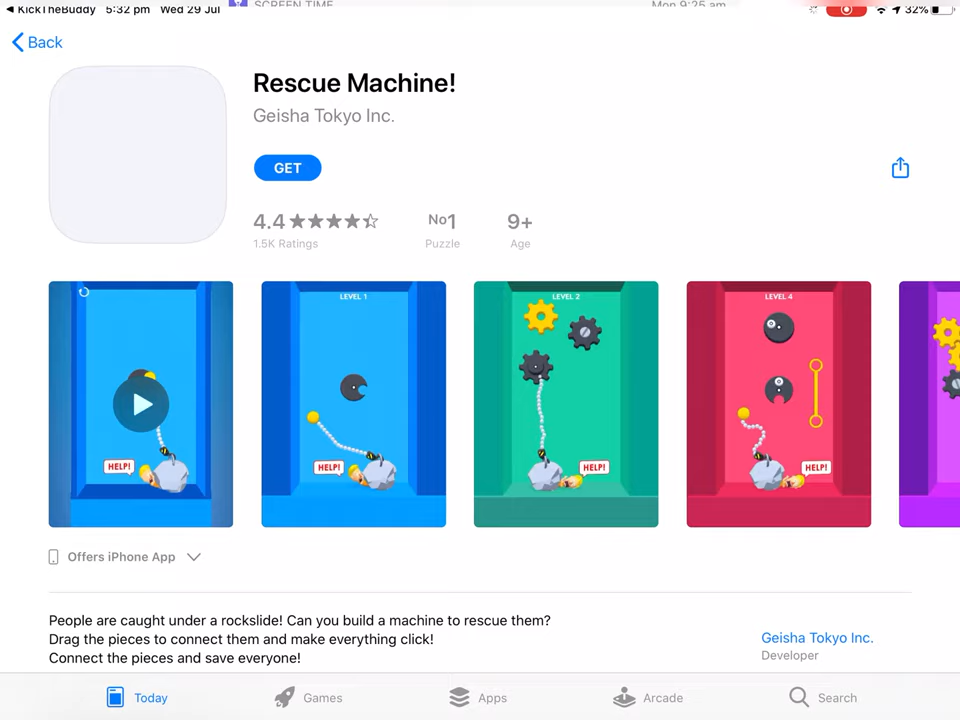 ◀ KickTheBuddy 5:32 pm Wed 29 Jul SCREEN TIME Mon 9:25 am 32%
Back
Rescue Machine!
Geisha Tokyo Inc.
GET
4.4 No1 9+
1.5K Ratings Puzzle Age
LEVEL 1 LEVEL 2 LEVEL 4
HELP! HELP! HELP! HELP!
Offers iPhone App
People are caught under a rockslide! Can you build a machine to rescue them?
Drag the pieces to connect them and make everything click!
Connect the pieces and save everyone!
Geisha Tokyo Inc.
Developer
Today Games Apps Arcade Search